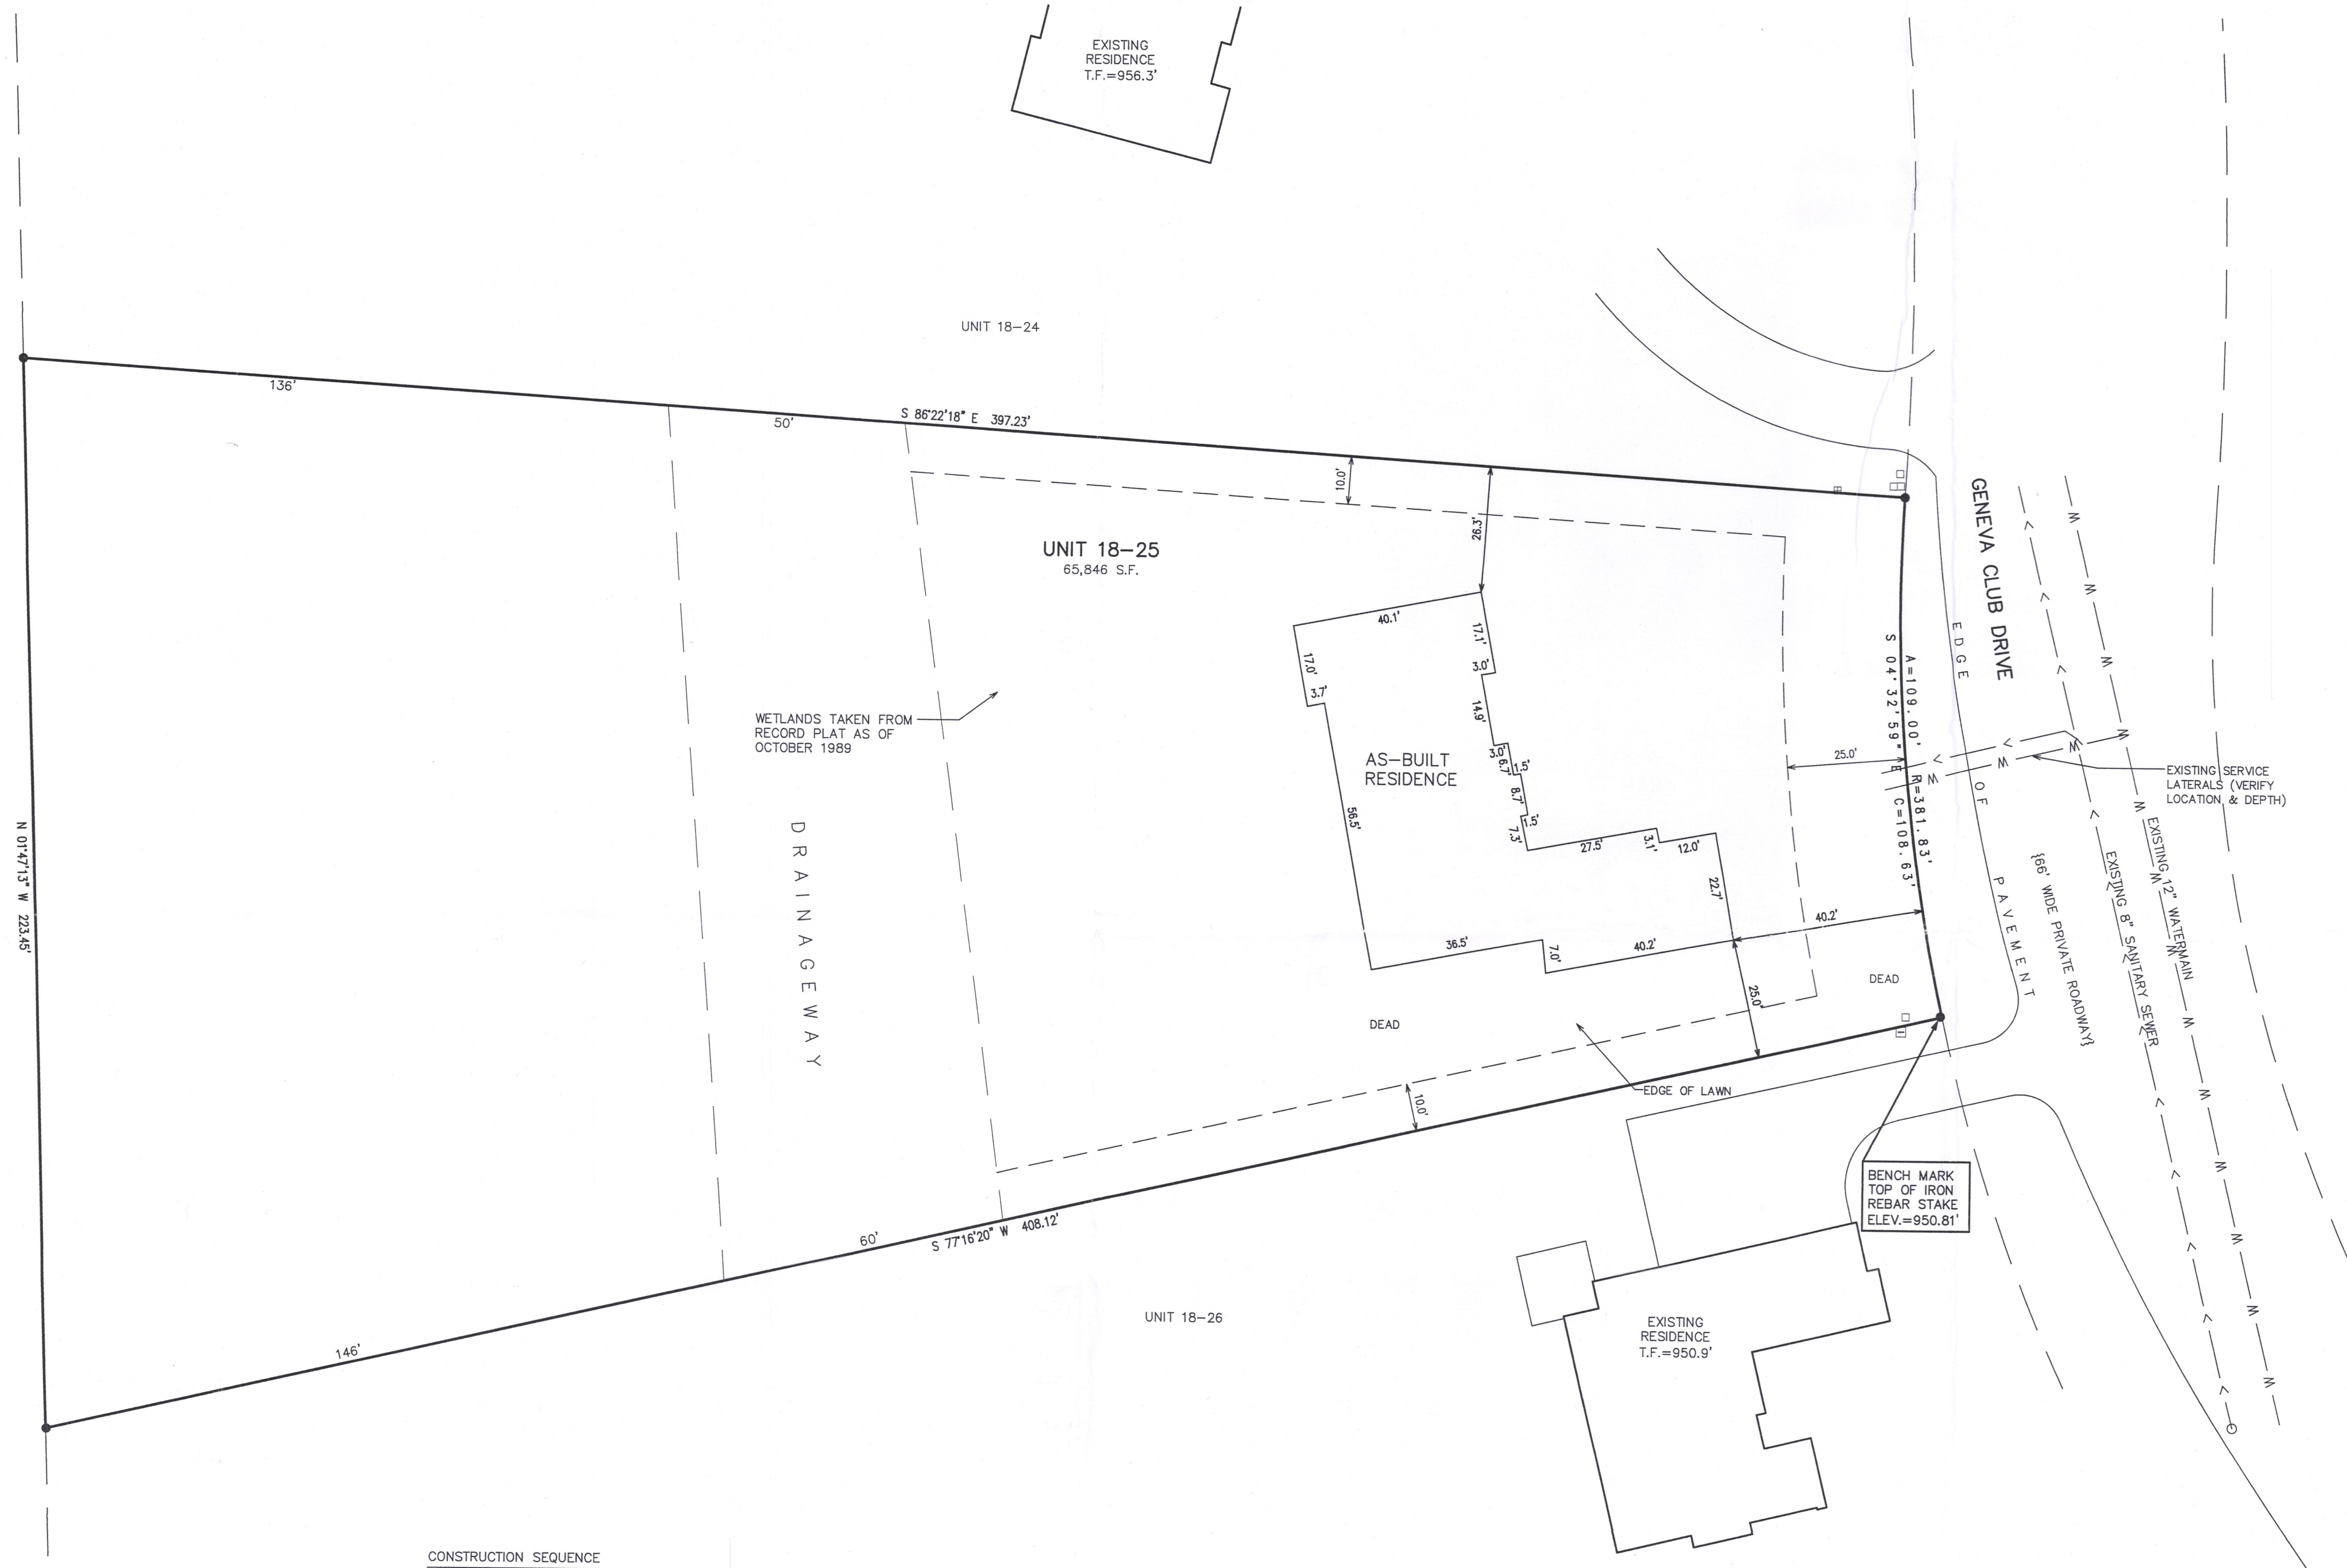 EXISTING
RESIDENCE
T.F.=956.3'
UNIT 18-24
136'
50'
S 86°22'18" E 397.23'
10.0'
26.3'
UNIT 18-25
65,846 S.F.
40.1'
17.1'
3.0'
17.0'
3.7'
14.9'
3.0'
6.7'
1.5'
8.7'
1.5'
7.3'
56.5'
AS-BUILT
RESIDENCE
27.5'
3.1'
12.0'
22.7'
36.5'
7.0'
40.2'
40.2'
25.0'
25.0'
WETLANDS TAKEN FROM
RECORD PLAT AS OF
OCTOBER 1989
DRAINAGEWAY
N 01°47'13" W 223.45'
GENEVA CLUB DRIVE
EDGE OF PAVEMENT
A=109.00' R=381.83'
S 04°32'59" E C=108.63'
EXISTING SERVICE
LATERALS (VERIFY
LOCATION & DEPTH)
EXISTING 12" WATERMAIN
EXISTING 8" SANITARY SEWER
{66' WIDE PRIVATE ROADWAY}
W W W W W W W W W W W W W W W W W W
DEAD
DEAD
EDGE OF LAWN
10.0'
BENCH MARK
TOP OF IRON
REBAR STAKE
ELEV.=950.81'
60'
S 77°16'20" W 408.12'
146'
UNIT 18-26
EXISTING
RESIDENCE
T.F.=950.9'
CONSTRUCTION SEQUENCE